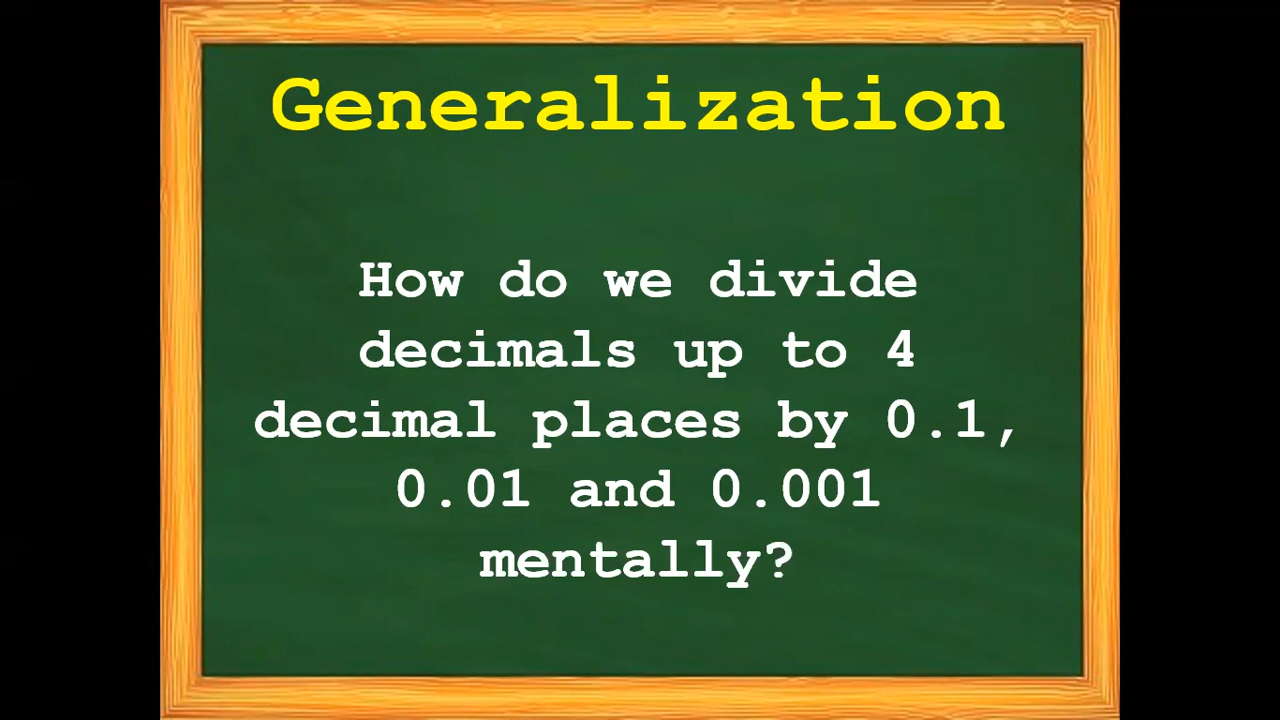 Generalization
How do we divide
decimals up to 4
decimal places by 0.1,
0.01 and 0.001
mentally?